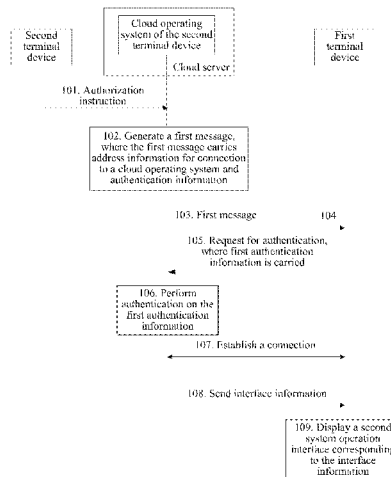 Second
terminal
device
Cloud operating
system of the second
terminal device
Cloud server
First
terminal
device
101. Authorization
instruction
102. Generate a first message,
where the first message carries
address information for connection
to a cloud operating system and
authentication information
103. First message 104
105. Request for authentication,
where first authentication
information is carried
106. Perform
authentication on the
first authentication
information
107. Establish a connection
108. Send interface information
109. Display a second
system operation
interface corresponding
to the interface
information